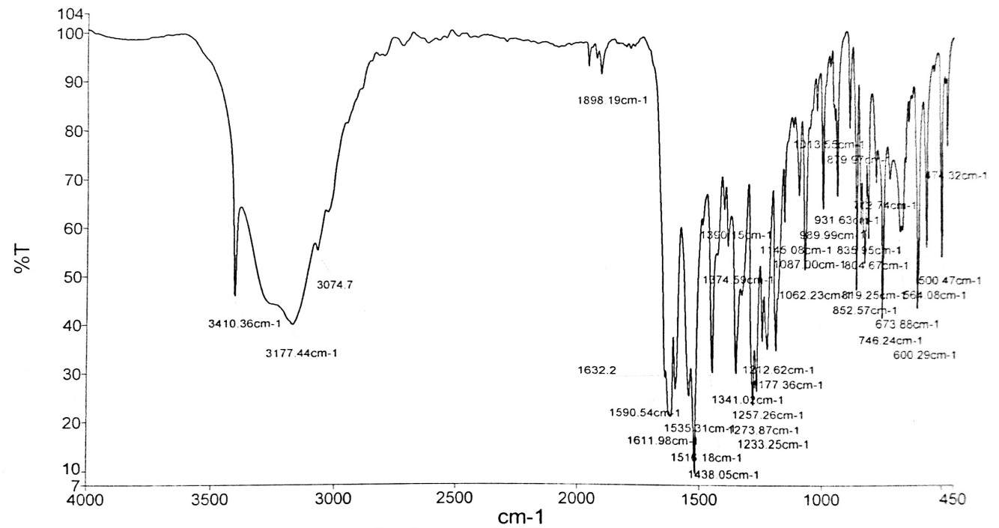 104
100
90
80
70
60
50
40
30
20
10
7
%T
4000 3500 3000 2500 2000 1500 1000 450
cm-1
1898.19cm-1
3410.36cm-1
3177.44cm-1
3074.7
1632.2
1590.54cm-1
1535.31cm-1
1611.98cm-1
1516.18cm-1
1438.05cm-1
1013.55cm-1
879.97cm-1
474.32cm-1
772.74cm-1
931.63cm-1
1390.15cm-1
989.99cm-1
1145.08cm-1
835.95cm-1
1087.00cm-1
804.67cm-1
1374.59cm-1
500.47cm-1
1062.23cm-1
819.25cm-1
564.08cm-1
852.57cm-1
673.88cm-1
746.24cm-1
600.29cm-1
1212.62cm-1
1177.36cm-1
1341.02cm-1
1257.26cm-1
1273.87cm-1
1233.25cm-1